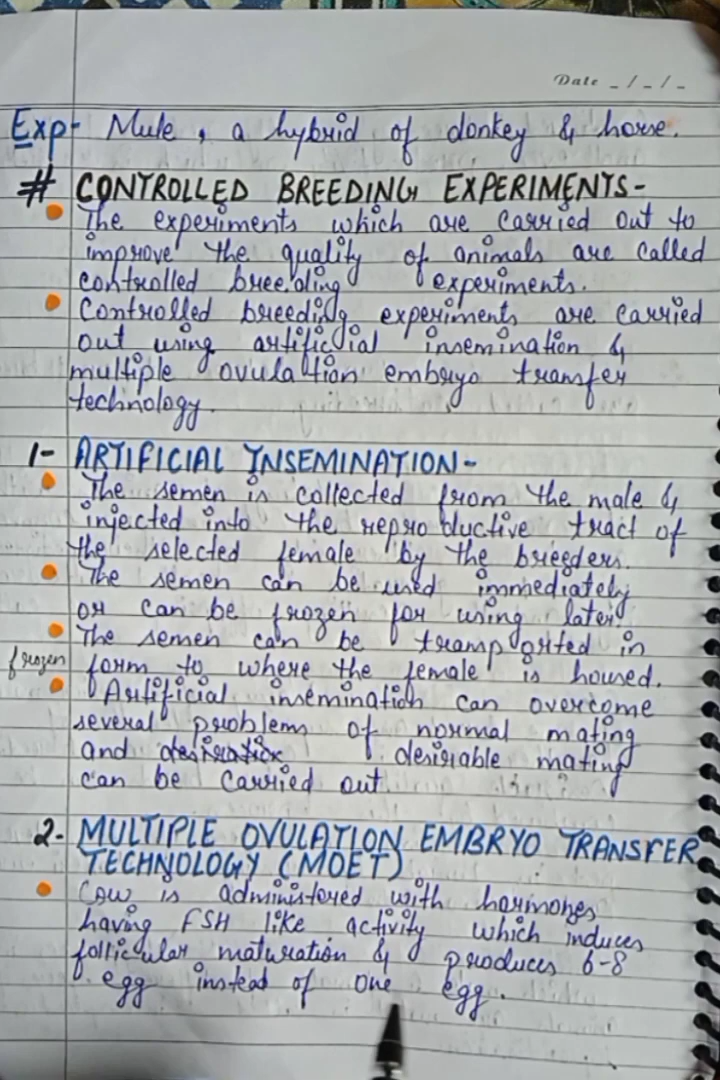 Date _/_/_
Exp- Mule, a hybrid of donkey & horse.
# CONTROLLED BREEDING EXPERIMENTS-
The experiments which are carried out to
improve the quality of animals are called
controlled breeding experiments.
Controlled breeding experiments are carried
out using artificial insemination &
multiple ovulation embryo transfer
technology.
1- ARTIFICIAL INSEMINATION-
The semen is collected from the male &
injected into the reproductive tract of
the selected female by the breeders.
The semen can be used immediately
or can be frozen for using later.
The semen can be transported in
frozen form to where the female is housed.
Artificial insemination can overcome
several problems of normal mating
and desirable mating
can be carried out
2- MULTIPLE OVULATION EMBRYO TRANSFER
TECHNOLOGY (MOET)
Cow is administered with harmones
having FSH like activity which induces
follicular maturation & produces 6-8
egg instead of one egg.